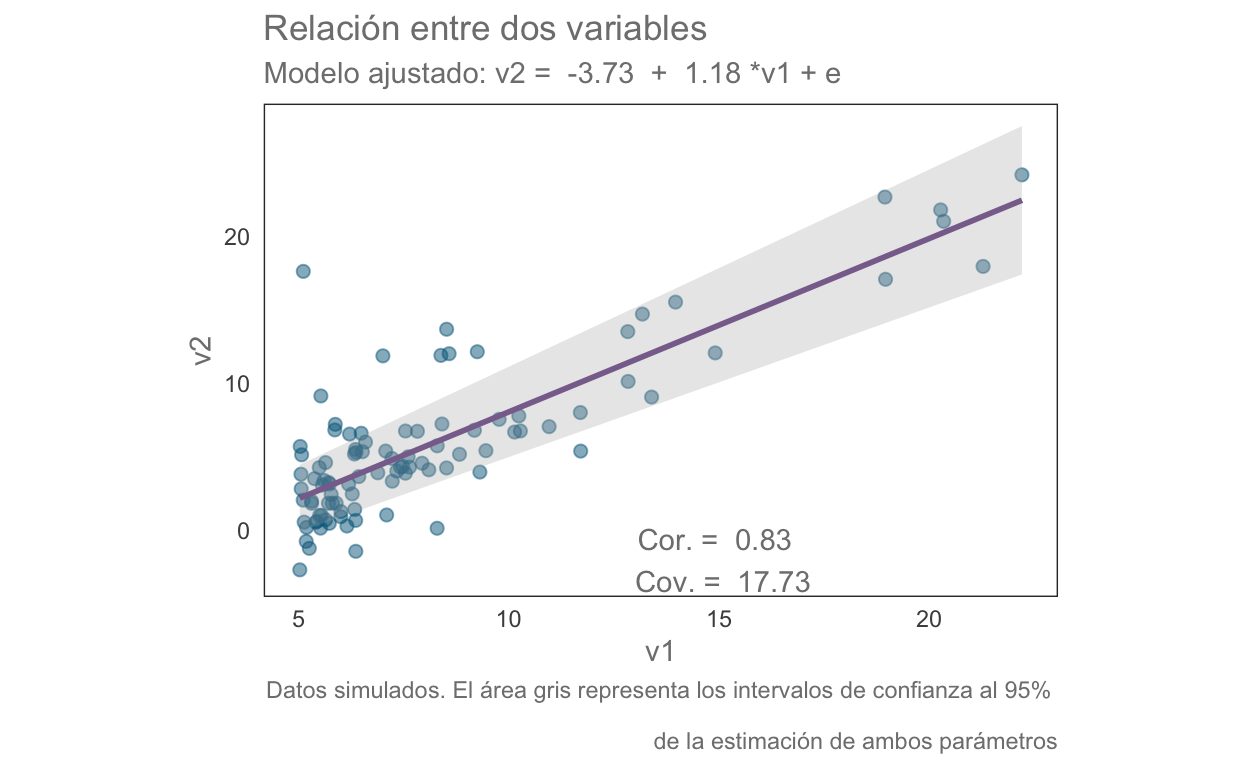 Relación entre dos variables
Modelo ajustado: v2 =  -3.73  +  1.18 *v1 + e
20
10
0
v2
Cor. =  0.83
Cov. =  17.73
5 10 15 20
v1
Datos simulados. El área gris representa los intervalos de confianza al 95%
de la estimación de ambos parámetros